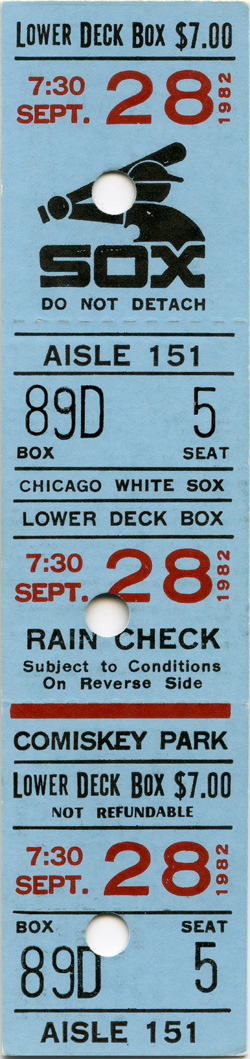 LOWER DECK BOX $7.00
7:30 SEPT. 28 1982
SOX
DO NOT DETACH
AISLE 151
89D 5
BOX SEAT
CHICAGO WHITE SOX
LOWER DECK BOX
7:30 SEPT. 28 1982
RAIN CHECK
Subject to Conditions
On Reverse Side
COMISKEY PARK
LOWER DECK BOX $7.00
NOT REFUNDABLE
7:30 SEPT. 28 1982
BOX SEAT
89D 5
AISLE 151